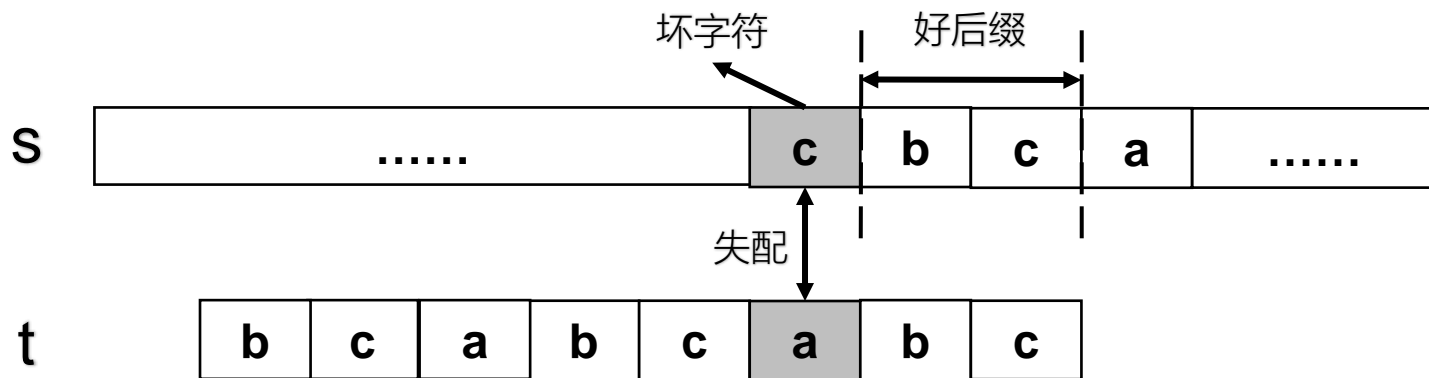 坏字符 好后缀
s ...... c b c a ......
失配
t b c a b c a b c